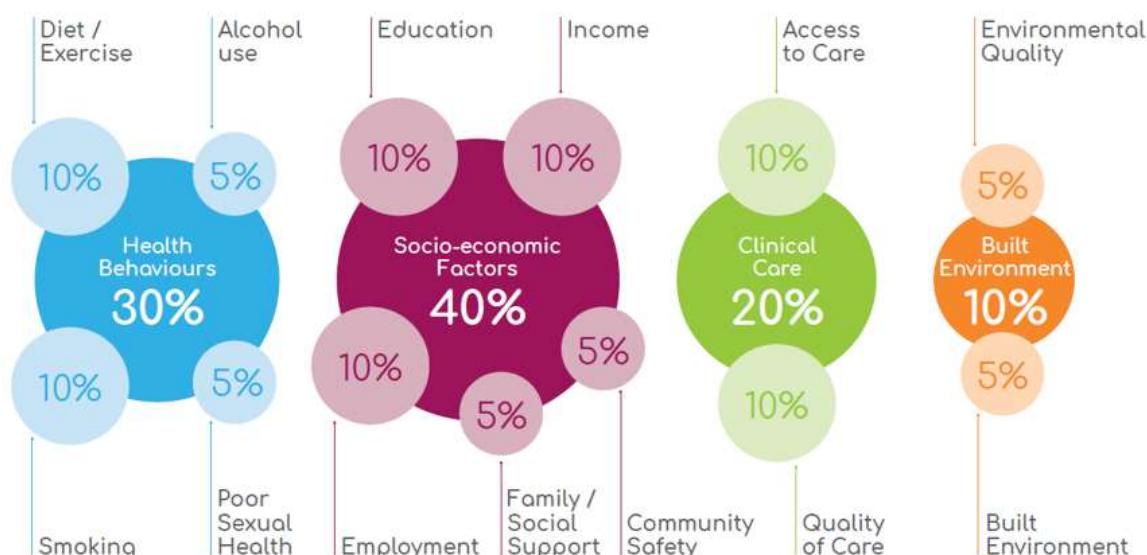 Diet /
Exercise
Alcohol
use
Education
Income
Access
to Care
Environmental
Quality
10%
5%
10%
10%
10%
5%
Health
Behaviours
30%
Socio-economic
Factors
40%
Clinical
Care
20%
Built
Environment
10%
10%
5%
10%
5%
5%
10%
5%
Smoking
Poor
Sexual
Health
Employment
Family /
Social
Support
Community
Safety
Quality
of Care
Built
Environment